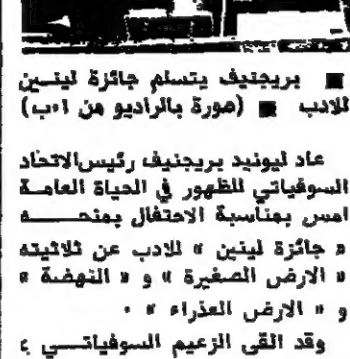 ■ بريجنيف يتسلم جائزة لينين
للادب ■ (صورة بالراديو من ا ب)
عاد ليونيد بريجنيف رئيس الاتحاد
السوفياتي للظهور في الحياة العامة
امس بمناسبة الاحتفال بمنحه
« جائزة لينين » للادب عن ثلاثيته
« الارض الصغيرة » و « النهضة »
و « الارض العذراء » .
وقد القى الزعيم السوفياتي